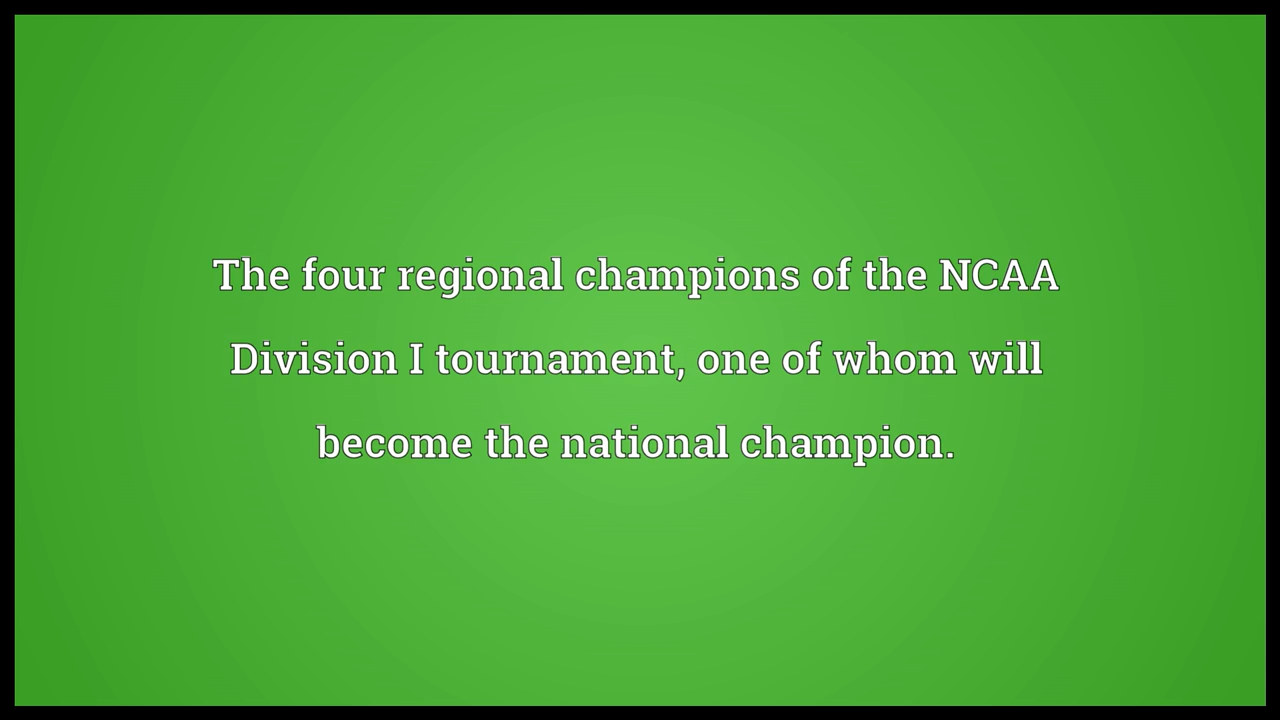 The four regional champions of the NCAA
Division I tournament, one of whom will
become the national champion.